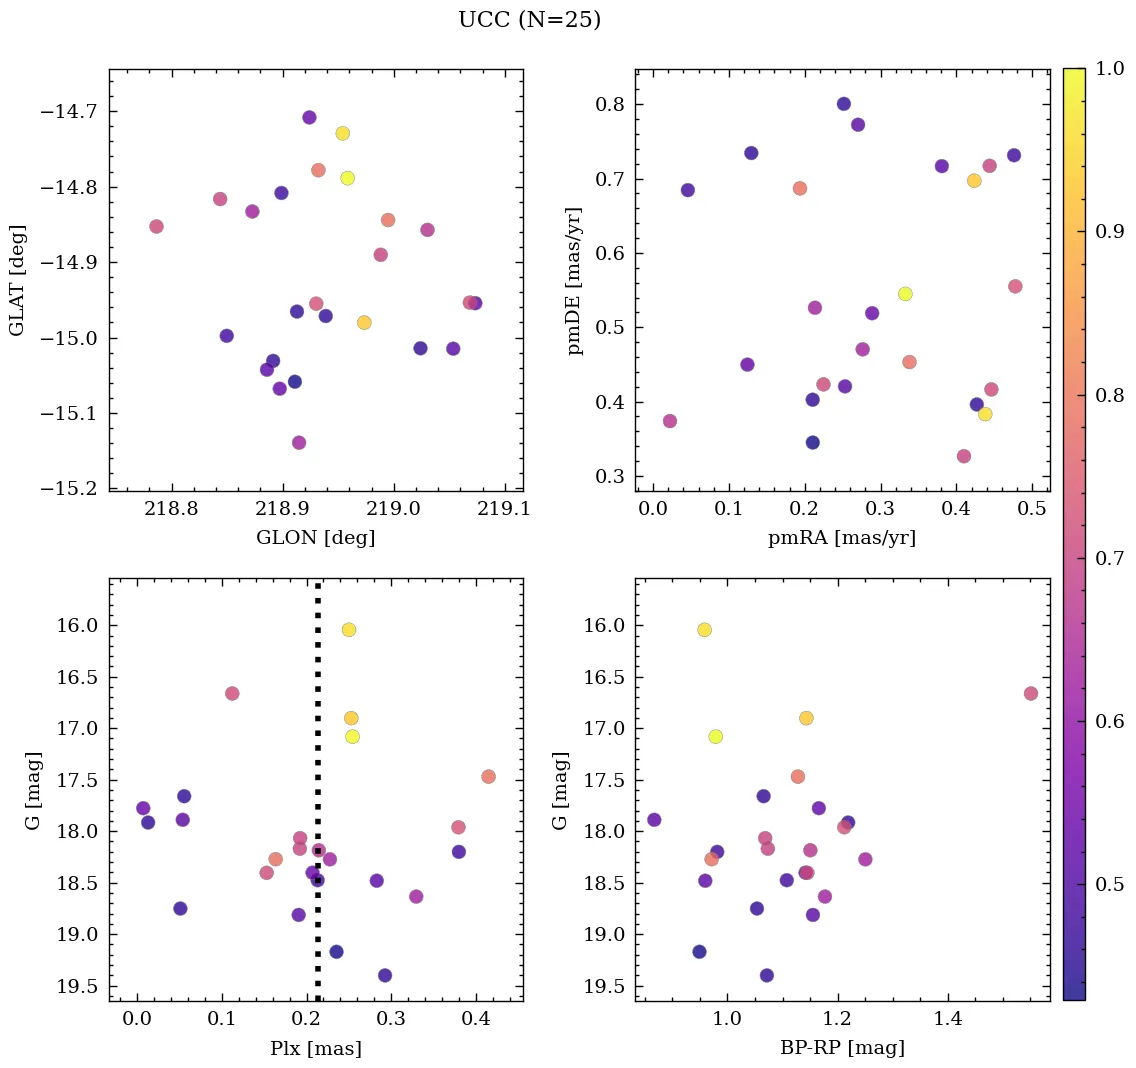 UCC (N=25)
−14.7
−14.8
−14.9
−15.0
−15.1
−15.2
GLAT [deg]
218.8 218.9 219.0 219.1
GLON [deg]
0.8
0.7
0.6
0.5
0.4
0.3
pmDE [mas/yr]
0.0 0.1 0.2 0.3 0.4 0.5
pmRA [mas/yr]
1.0
0.9
0.8
0.7
0.6
0.5
16.0
16.5
17.0
17.5
18.0
18.5
19.0
19.5
G [mag]
0.0 0.1 0.2 0.3 0.4
Plx [mas]
16.0
16.5
17.0
17.5
18.0
18.5
19.0
19.5
G [mag]
1.0 1.2 1.4
BP-RP [mag]